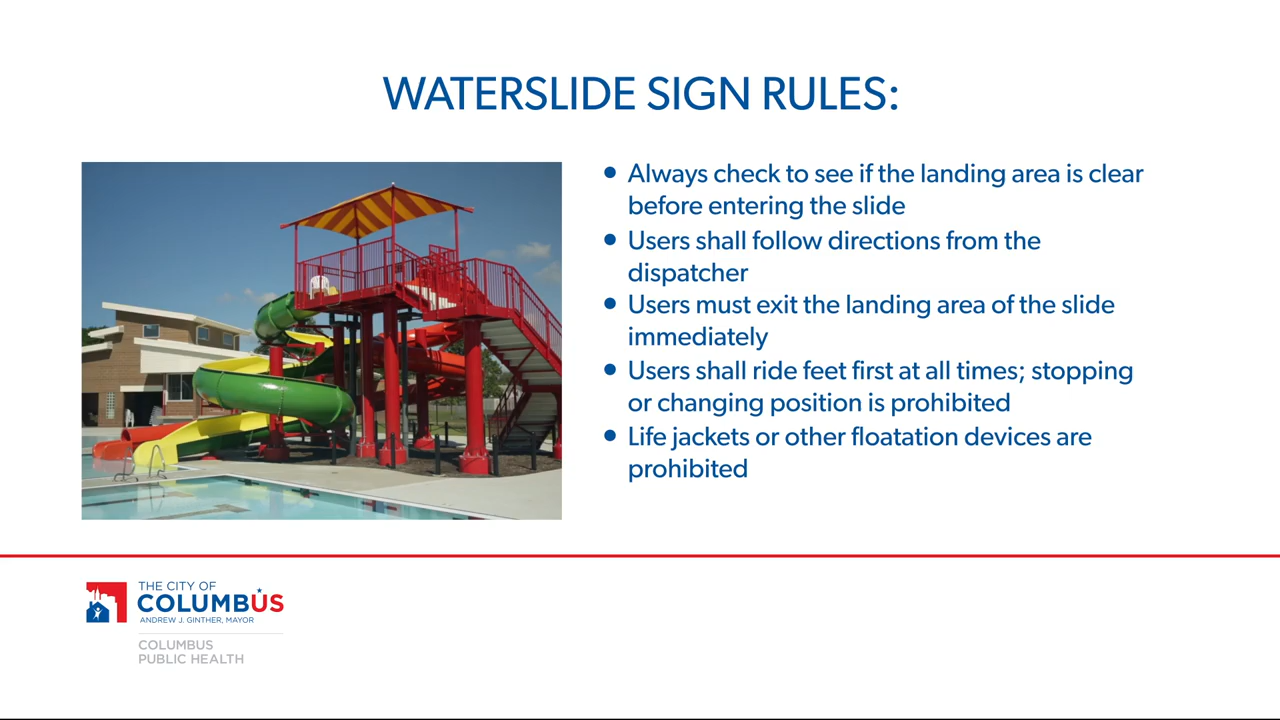 WATERSLIDE SIGN RULES:
• Always check to see if the landing area is clear
before entering the slide
• Users shall follow directions from the
dispatcher
• Users must exit the landing area of the slide
immediately
• Users shall ride feet first at all times; stopping
or changing position is prohibited
• Life jackets or other floatation devices are
prohibited
THE CITY OF
COLUMBUS
ANDREW J. GINTHER, MAYOR
COLUMBUS
PUBLIC HEALTH